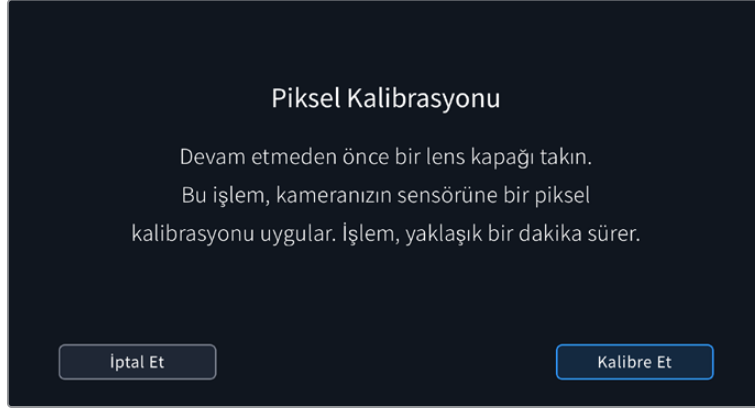 Piksel Kalibrasyonu
Devam etmeden önce bir lens kapağı takın.
Bu işlem, kameranızın sensörüne bir piksel
kalibrasyonu uygular. İşlem, yaklaşık bir dakika sürer.
İptal Et
Kalibre Et